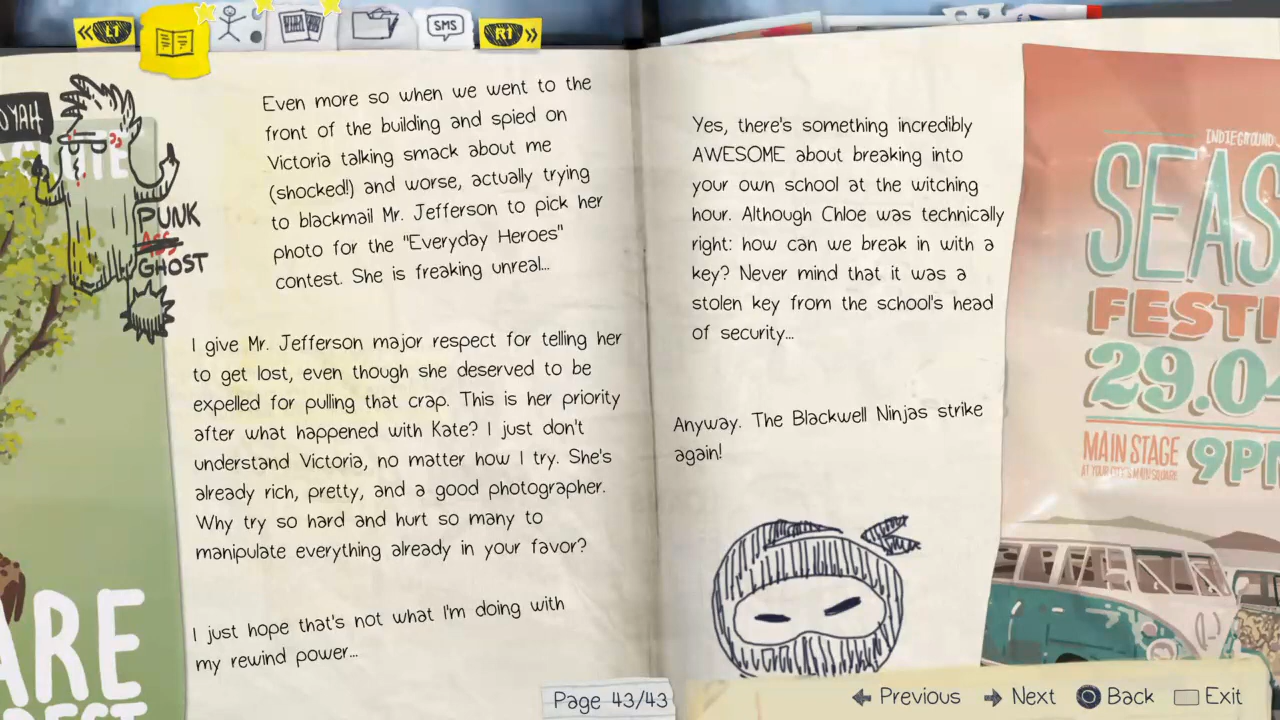 L1
SMS
R1
PUNK
ASS
GHOST
Even more so when we went to the
front of the building and spied on
Victoria talking smack about me
(shocked!) and worse, actually trying
to blackmail Mr. Jefferson to pick her
photo for the "Everyday Heroes"
contest. She is freaking unreal...
I give Mr. Jefferson major respect for telling her
to get lost, even though she deserved to be
expelled for pulling that crap. This is her priority
after what happened with Kate? I just don't
understand Victoria, no matter how I try. She's
already rich, pretty, and a good photographer.
Why try so hard and hurt so many to
manipulate everything already in your favor?
I just hope that's not what I'm doing with
my rewind power...
Yes, there's something incredibly
AWESOME about breaking into
your own school at the witching
hour. Although Chloe was technically
right: how can we break in with a
key? Never mind that it was a
stolen key from the school's head
of security...
Anyway. The Blackwell Ninjas strike
again!
INDIEGROUND
SEAS
FESTI
29.04
MAIN STAGE
AT YOUR CITY'S MAIN SQUARE
9PM
ARE
Page 43/43
Previous
Next
Back
Exit